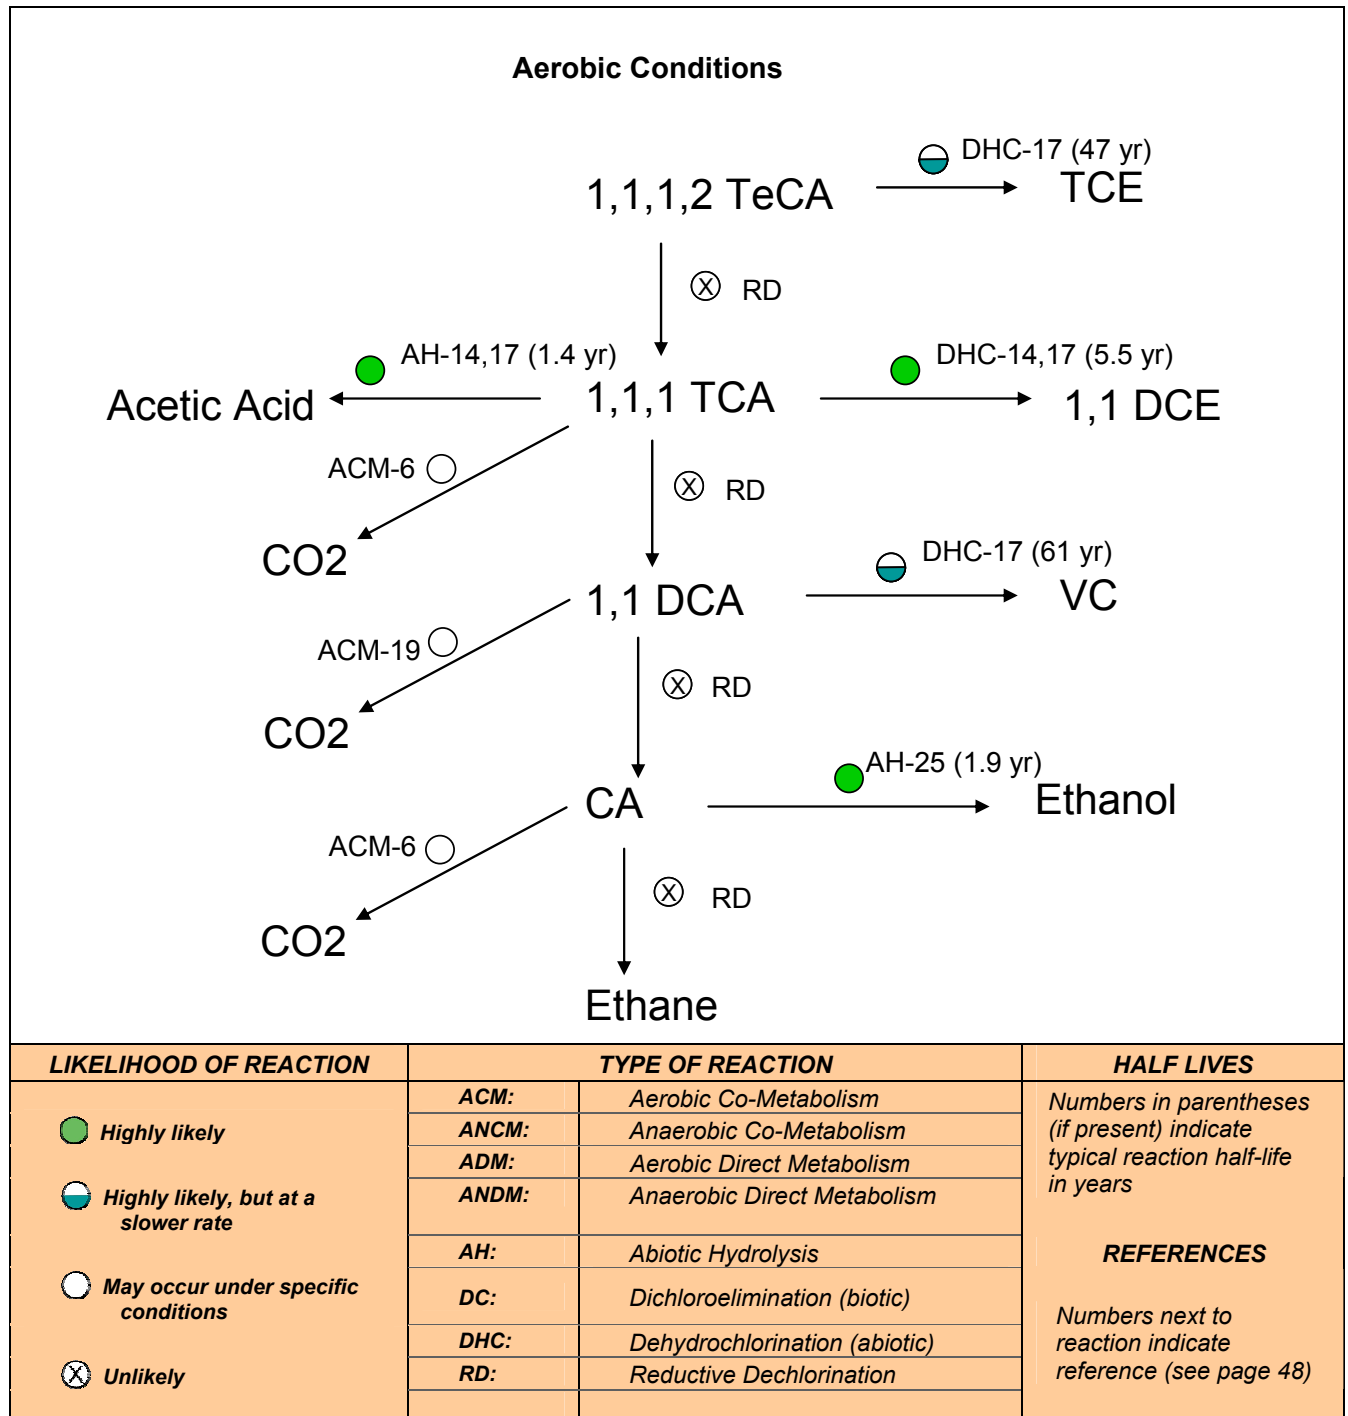 Aerobic Conditions
DHC-17 (47 yr)
1,1,1,2 TeCA
TCE
X RD
AH-14,17 (1.4 yr)
DHC-14,17 (5.5 yr)
Acetic Acid
1,1,1 TCA
1,1 DCE
ACM-6
X RD
CO2
DHC-17 (61 yr)
1,1 DCA
VC
ACM-19
X RD
CO2
AH-25 (1.9 yr)
CA
Ethanol
ACM-6
X RD
CO2
Ethane
LIKELIHOOD OF REACTION
Highly likely
Highly likely, but at a
slower rate
May occur under specific
conditions
X Unlikely
TYPE OF REACTION
ACM: Aerobic Co-Metabolism
ANCM: Anaerobic Co-Metabolism
ADM: Aerobic Direct Metabolism
ANDM: Anaerobic Direct Metabolism
AH: Abiotic Hydrolysis
DC: Dichloroelimination (biotic)
DHC: Dehydrochlorination (abiotic)
RD: Reductive Dechlorination
HALF LIVES
Numbers in parentheses
(if present) indicate
typical reaction half-life
in years
REFERENCES
Numbers next to
reaction indicate
reference (see page 48)